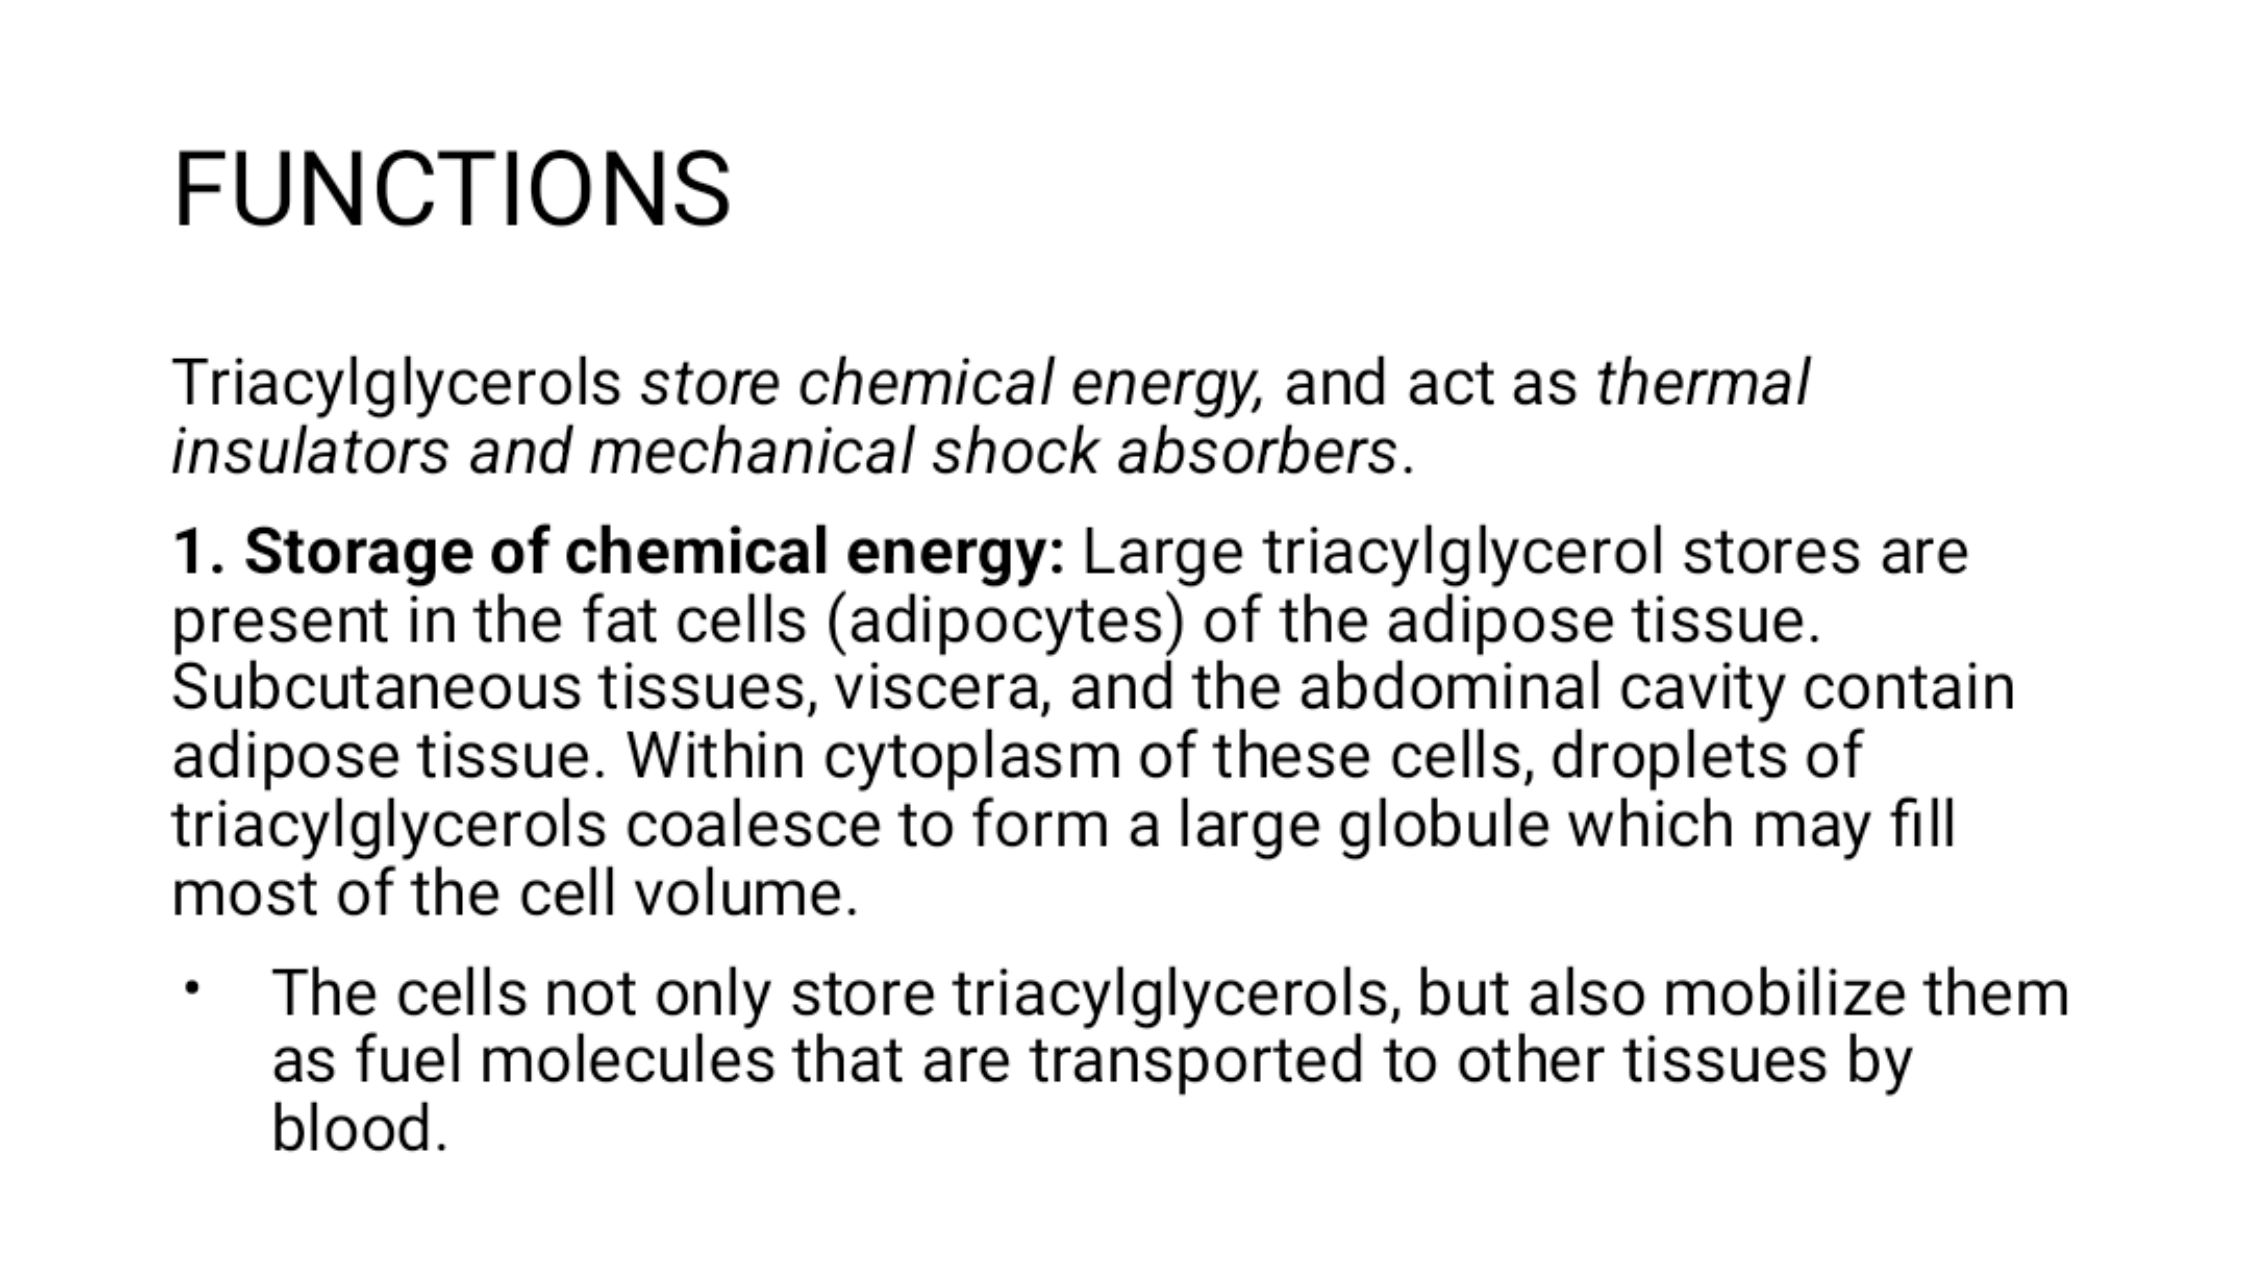 FUNCTIONS
Triacylglycerols store chemical energy, and act as thermal
insulators and mechanical shock absorbers.
1. Storage of chemical energy: Large triacylglycerol stores are
present in the fat cells (adipocytes) of the adipose tissue.
Subcutaneous tissues, viscera, and the abdominal cavity contain
adipose tissue. Within cytoplasm of these cells, droplets of
triacylglycerols coalesce to form a large globule which may fill
most of the cell volume.
• The cells not only store triacylglycerols, but also mobilize them
as fuel molecules that are transported to other tissues by
blood.